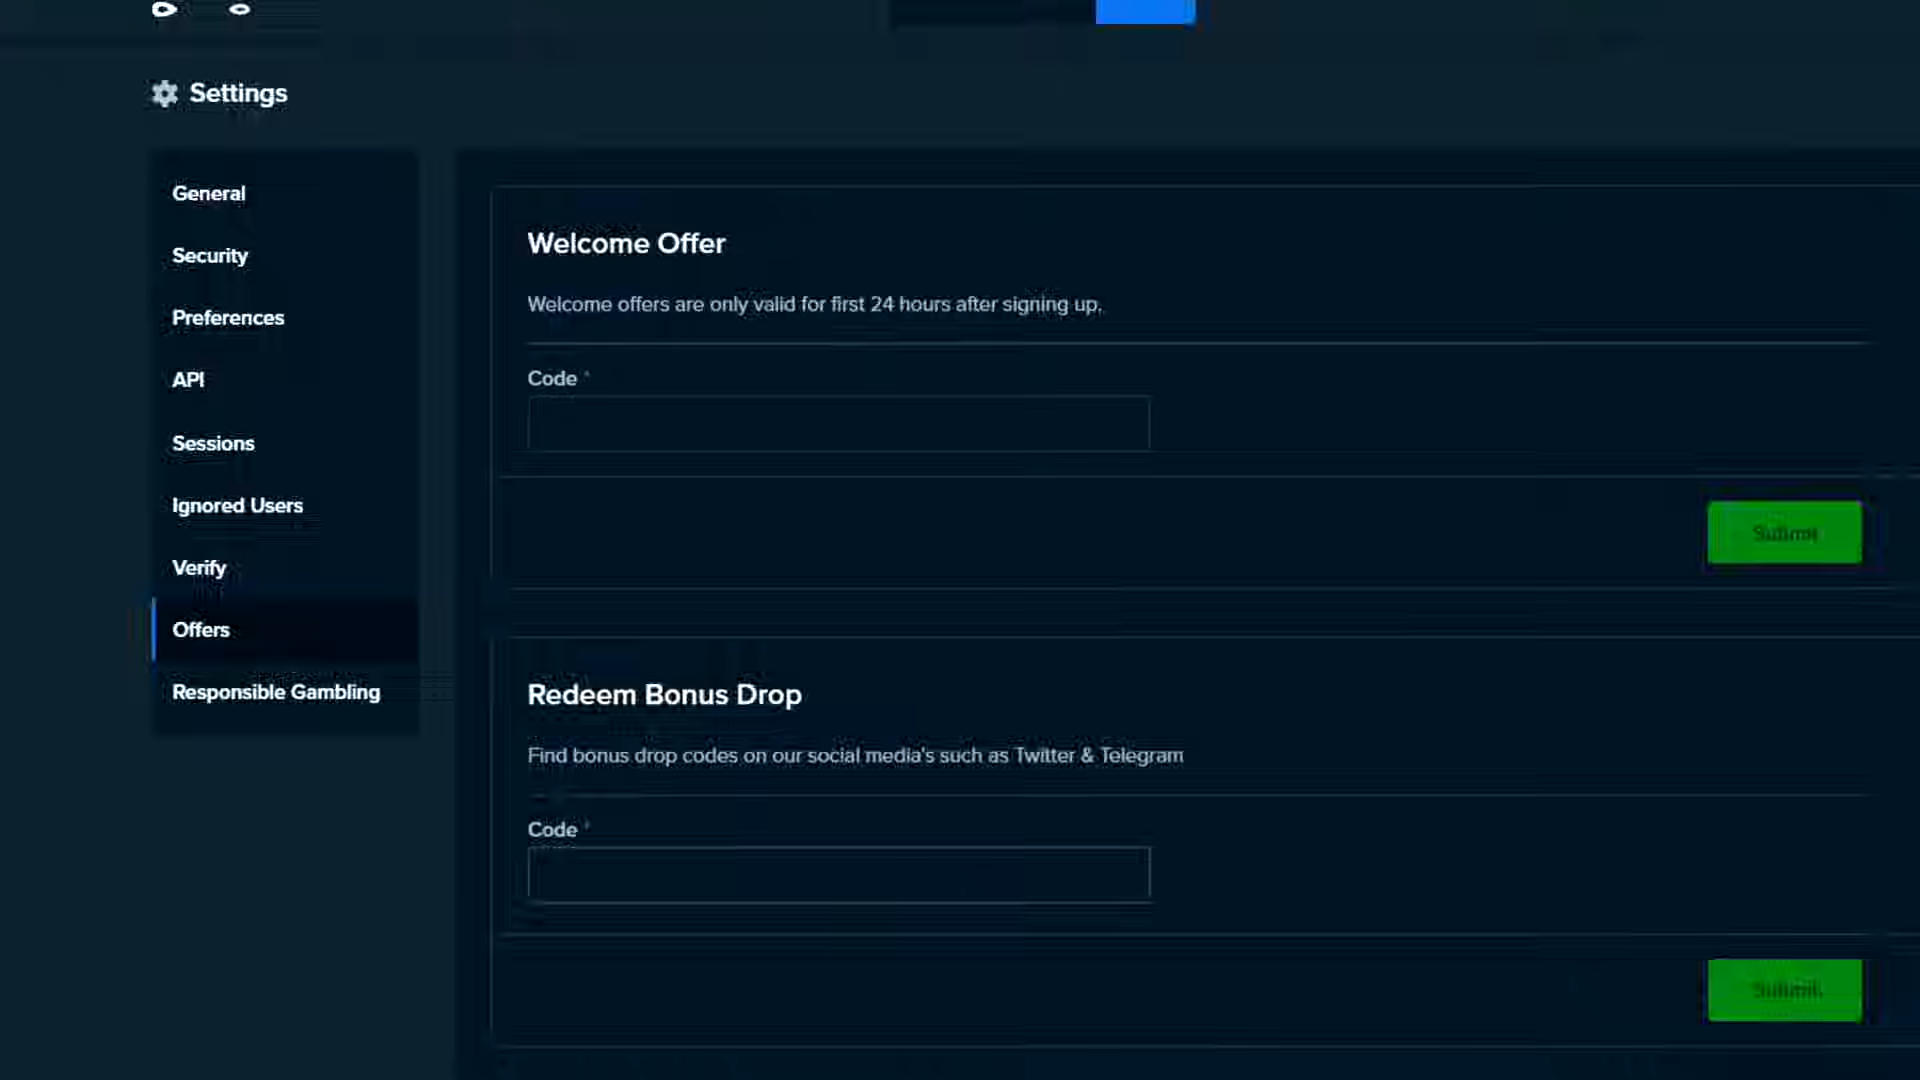 Settings
General
Security
Preferences
API
Sessions
Ignored Users
Verify
Offers
Responsible Gambling
Welcome Offer
Welcome offers are only valid for first 24 hours after signing up.
Code *
Submit
Redeem Bonus Drop
Find bonus drop codes on our social media's such as Twitter & Telegram
Code *
Submit